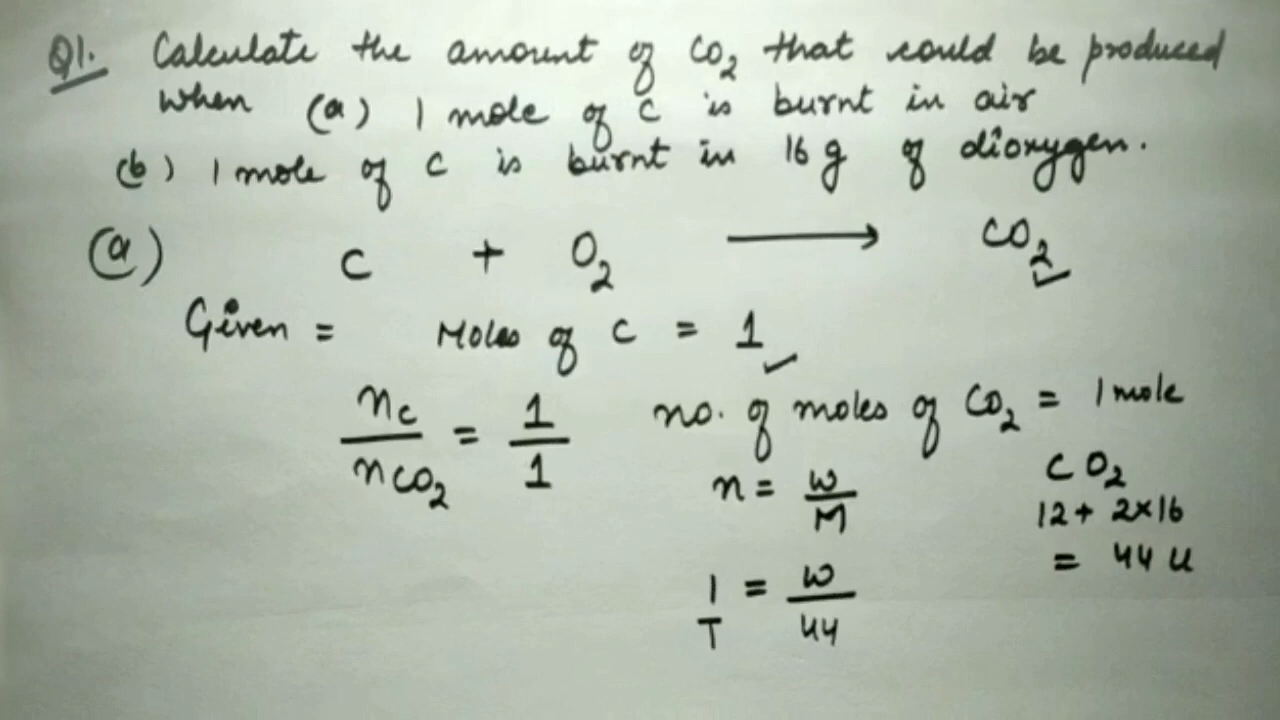 Q1. Calculate the amount of CO₂ that could be produced
when (a) 1 mole of C is burnt in air
(b) 1 mole of C is burnt in 16 g of dioxygen.
(a) C + O₂ ⟶ CO₂ ✓
Given = Moles of C = 1 ✓
nc/nCO₂ = 1/1 no. of moles of CO₂ = 1 mole
n = w/M CO₂
12 + 2×16
1/T = w/44 = 44 u